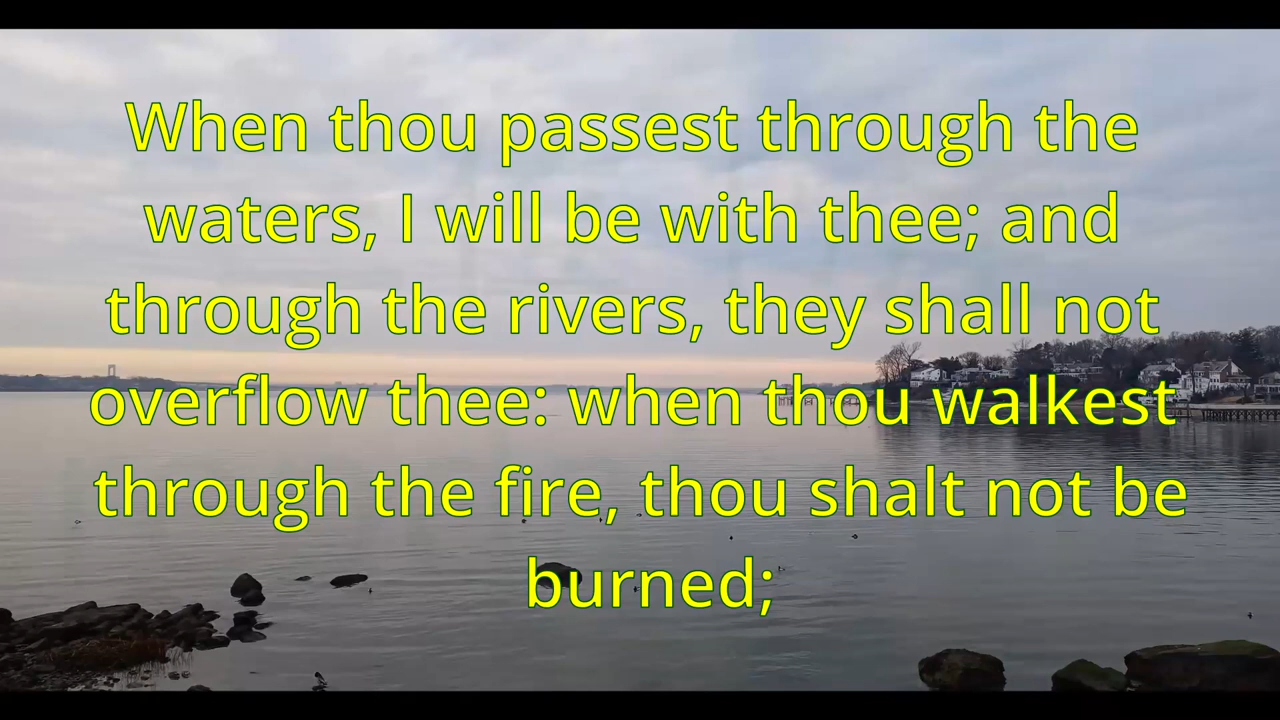 When thou passest through the
waters, I will be with thee; and
through the rivers, they shall not
overflow thee: when thou walkest
through the fire, thou shalt not be
burned;